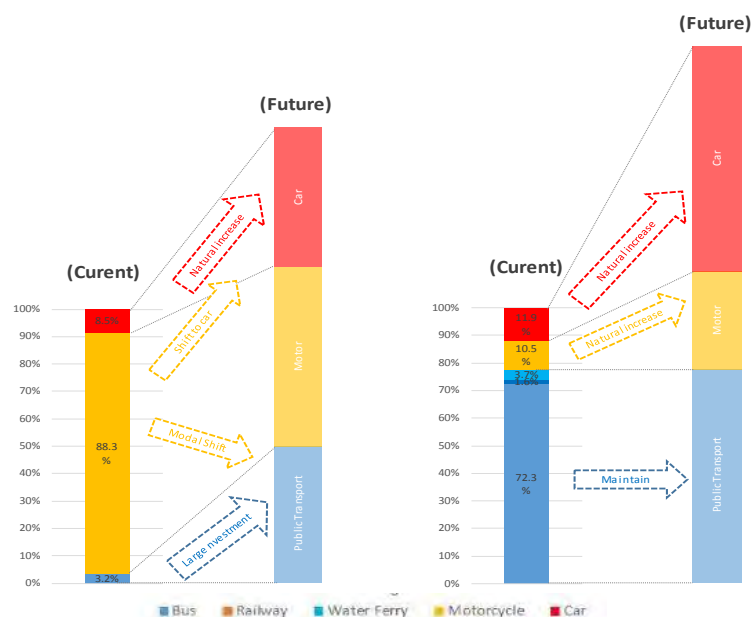 (Future)
Car
Motor
Public Transport
(Curent)
100%
90%
80%
70%
60%
50%
40%
30%
20%
10%
0%
8.5%
88.3
%
3.2%
Natural increase
Shift to car
Modal Shift
Large nvestment
(Future)
Car
Motor
Public Transport
(Curent)
100%
90%
80%
70%
60%
50%
40%
30%
20%
10%
0%
11.9
%
10.5
%
3.7%
1.6%
72.3
%
Natural increase
Natural increase
Maintain
Bus Railway Water Ferry Motorcycle Car